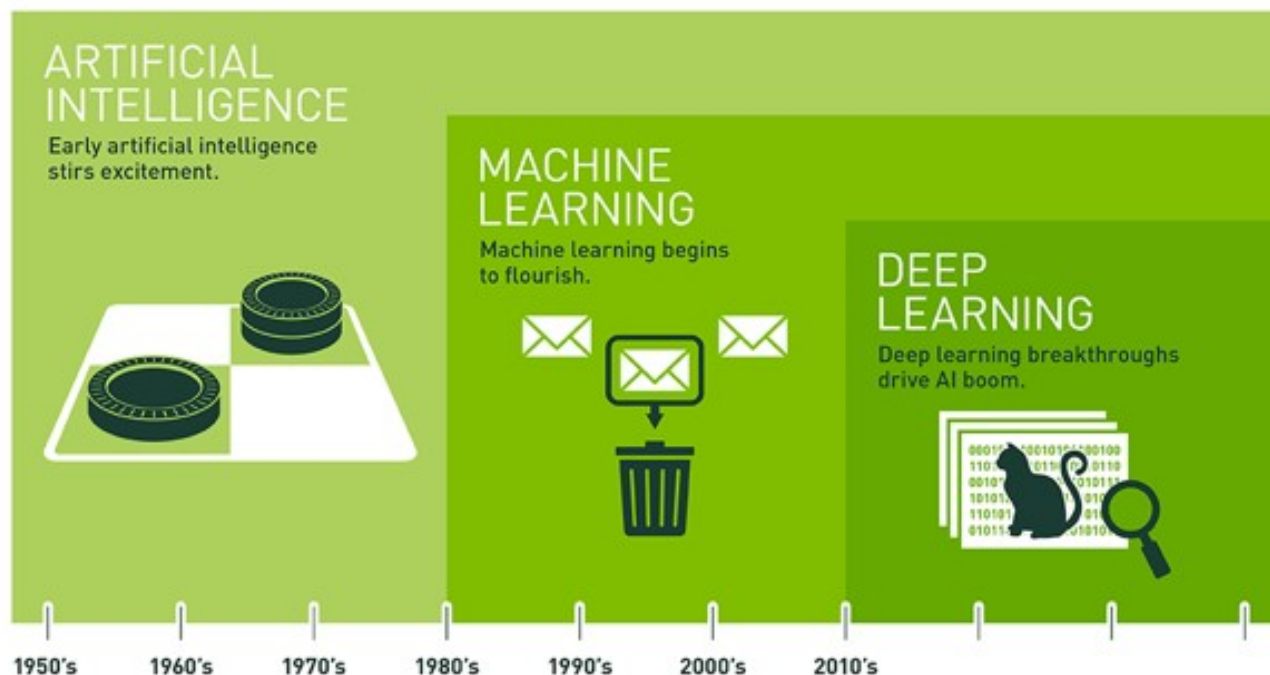 ARTIFICIAL
INTELLIGENCE
Early artificial intelligence
stirs excitement.
MACHINE
LEARNING
Machine learning begins
to flourish.
DEEP
LEARNING
Deep learning breakthroughs
drive AI boom.
1950's 1960's 1970's 1980's 1990's 2000's 2010's